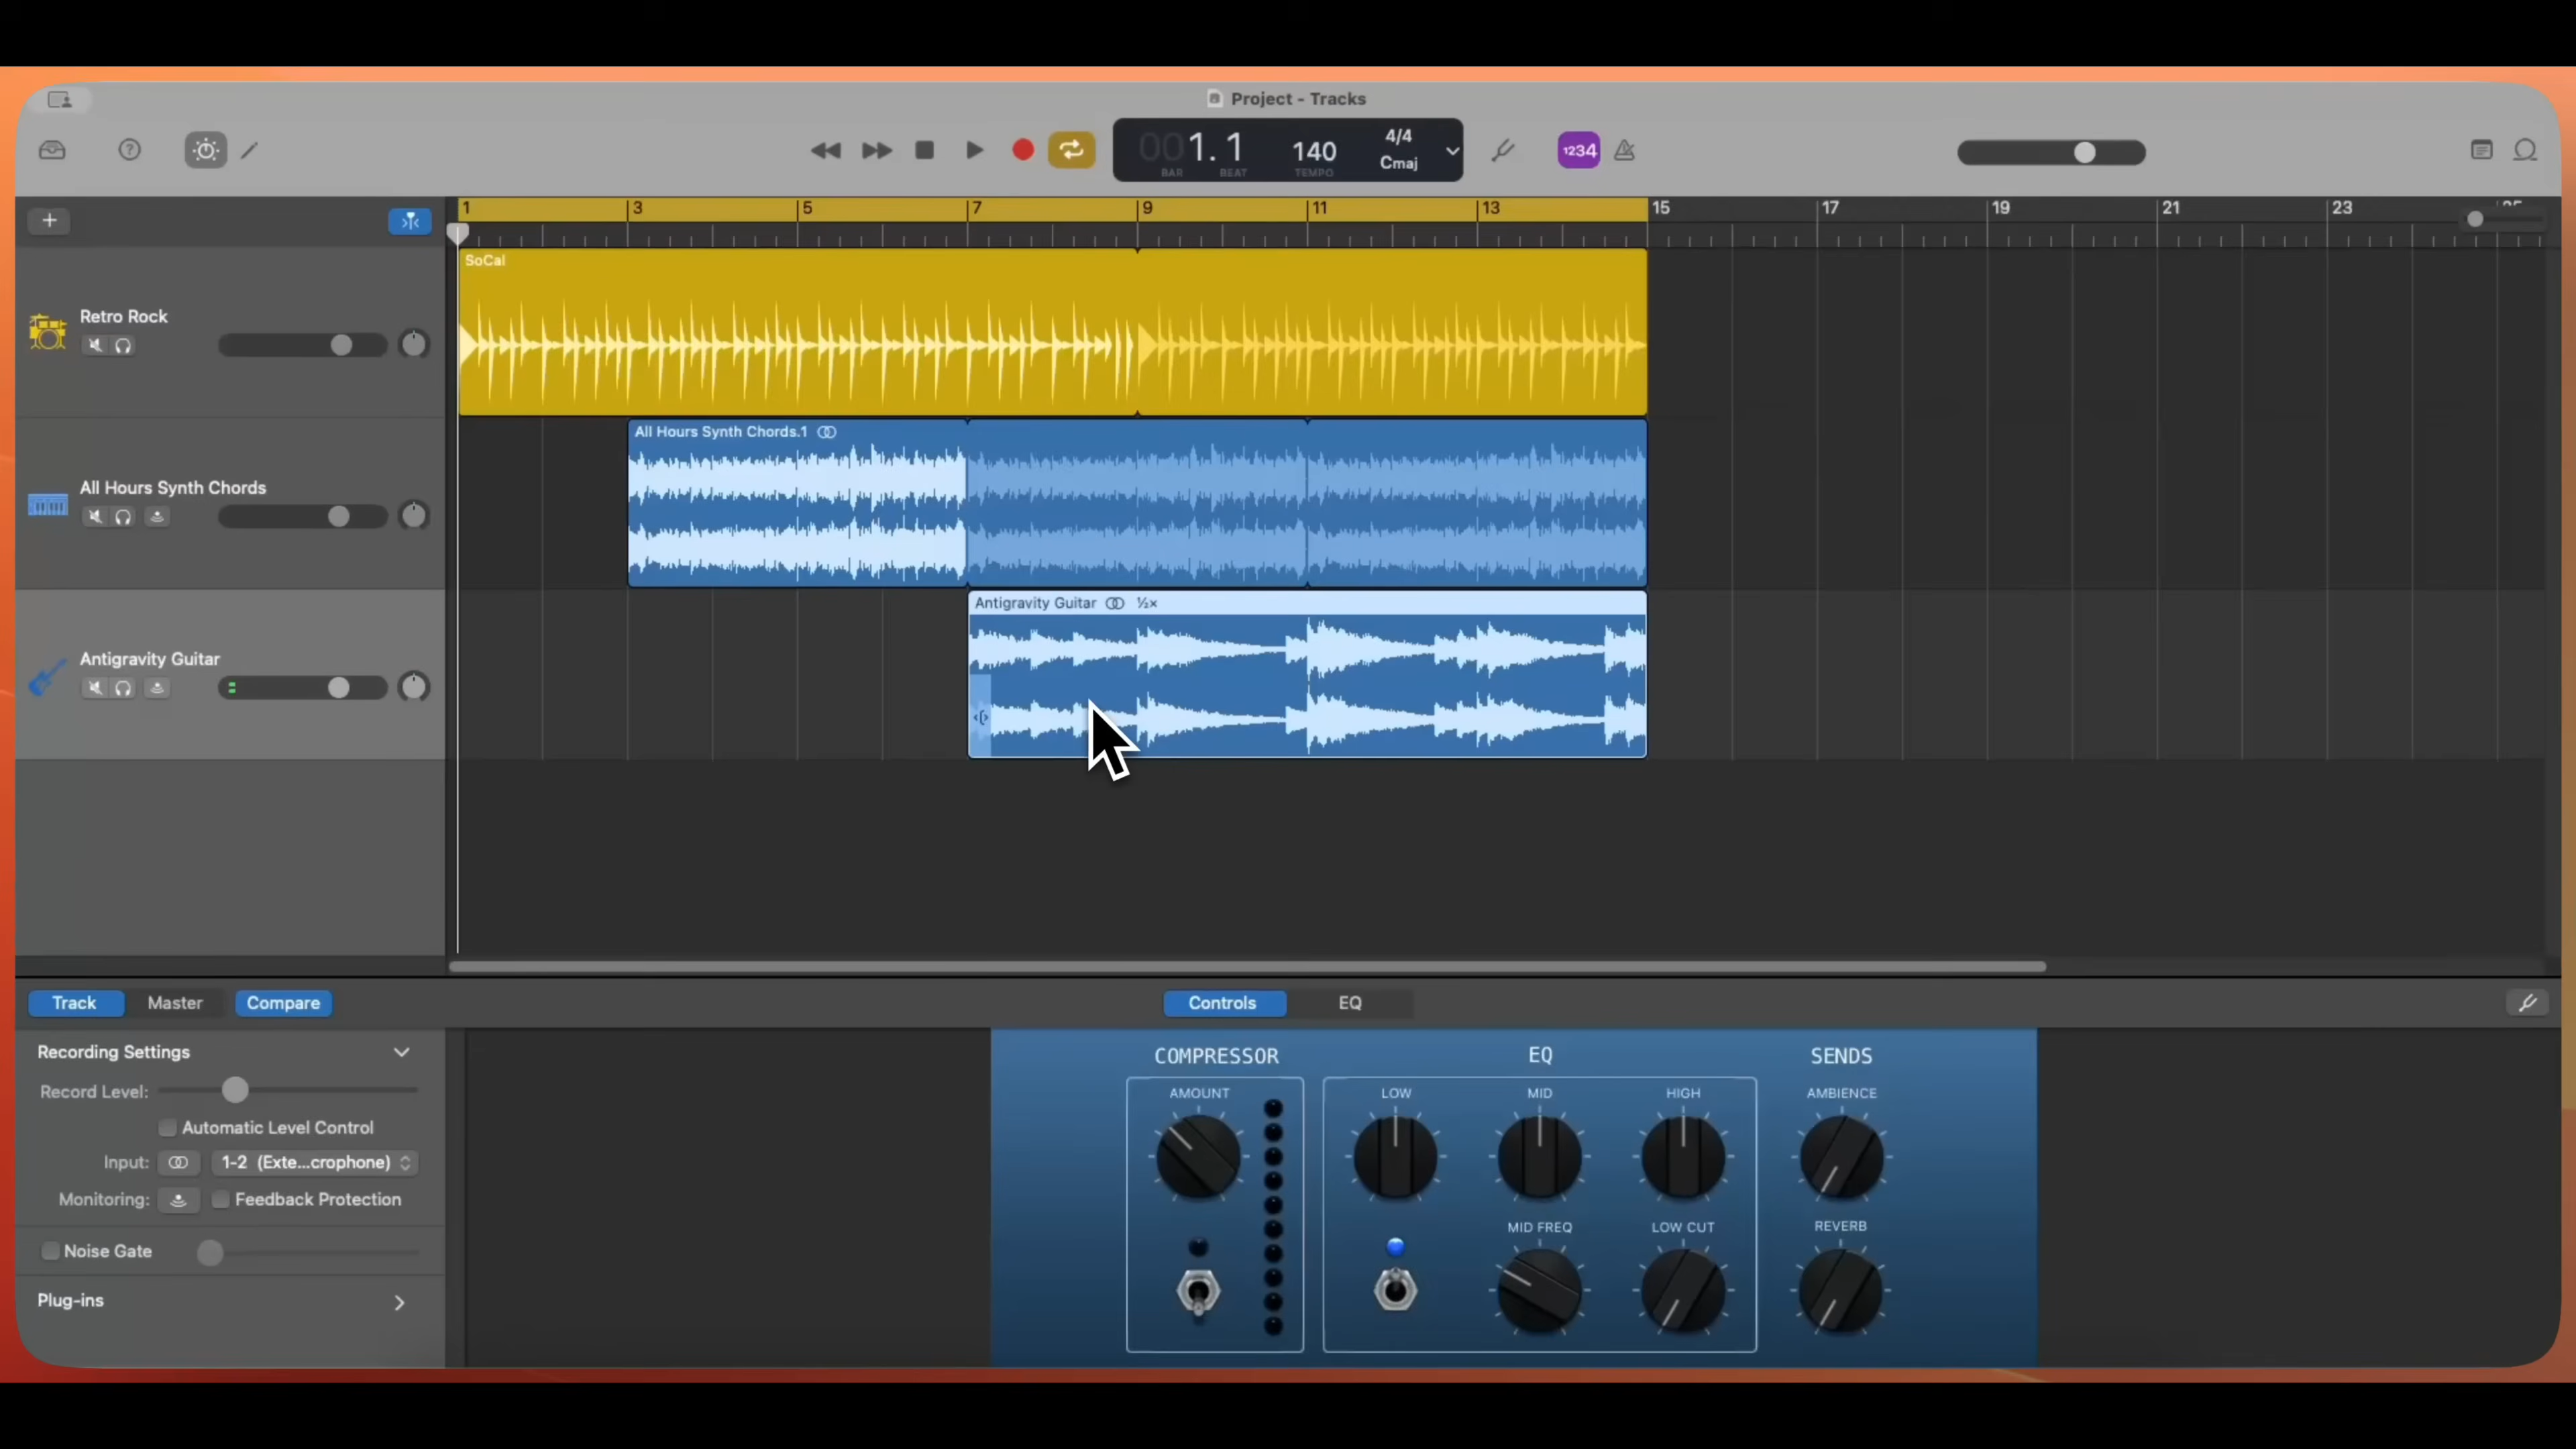 Project - Tracks
001. 1
BAR
BEAT
140
TEMPO
4/4
Cmaj
1234
1
3
5
7
9
11
13
15
17
19
21
23
SoCal
Retro Rock
All Hours Synth Chords.1
All Hours Synth Chords
Antigravity Guitar ½×
Antigravity Guitar
Track
Master
Compare
Controls
EQ
Recording Settings
Record Level:
Automatic Level Control
Input:
1-2 (Exte...crophone)
Monitoring:
Feedback Protection
Noise Gate
Plug-ins
COMPRESSOR
EQ
SENDS
AMOUNT
LOW
MID
HIGH
AMBIENCE
MID FREQ
LOW CUT
REVERB